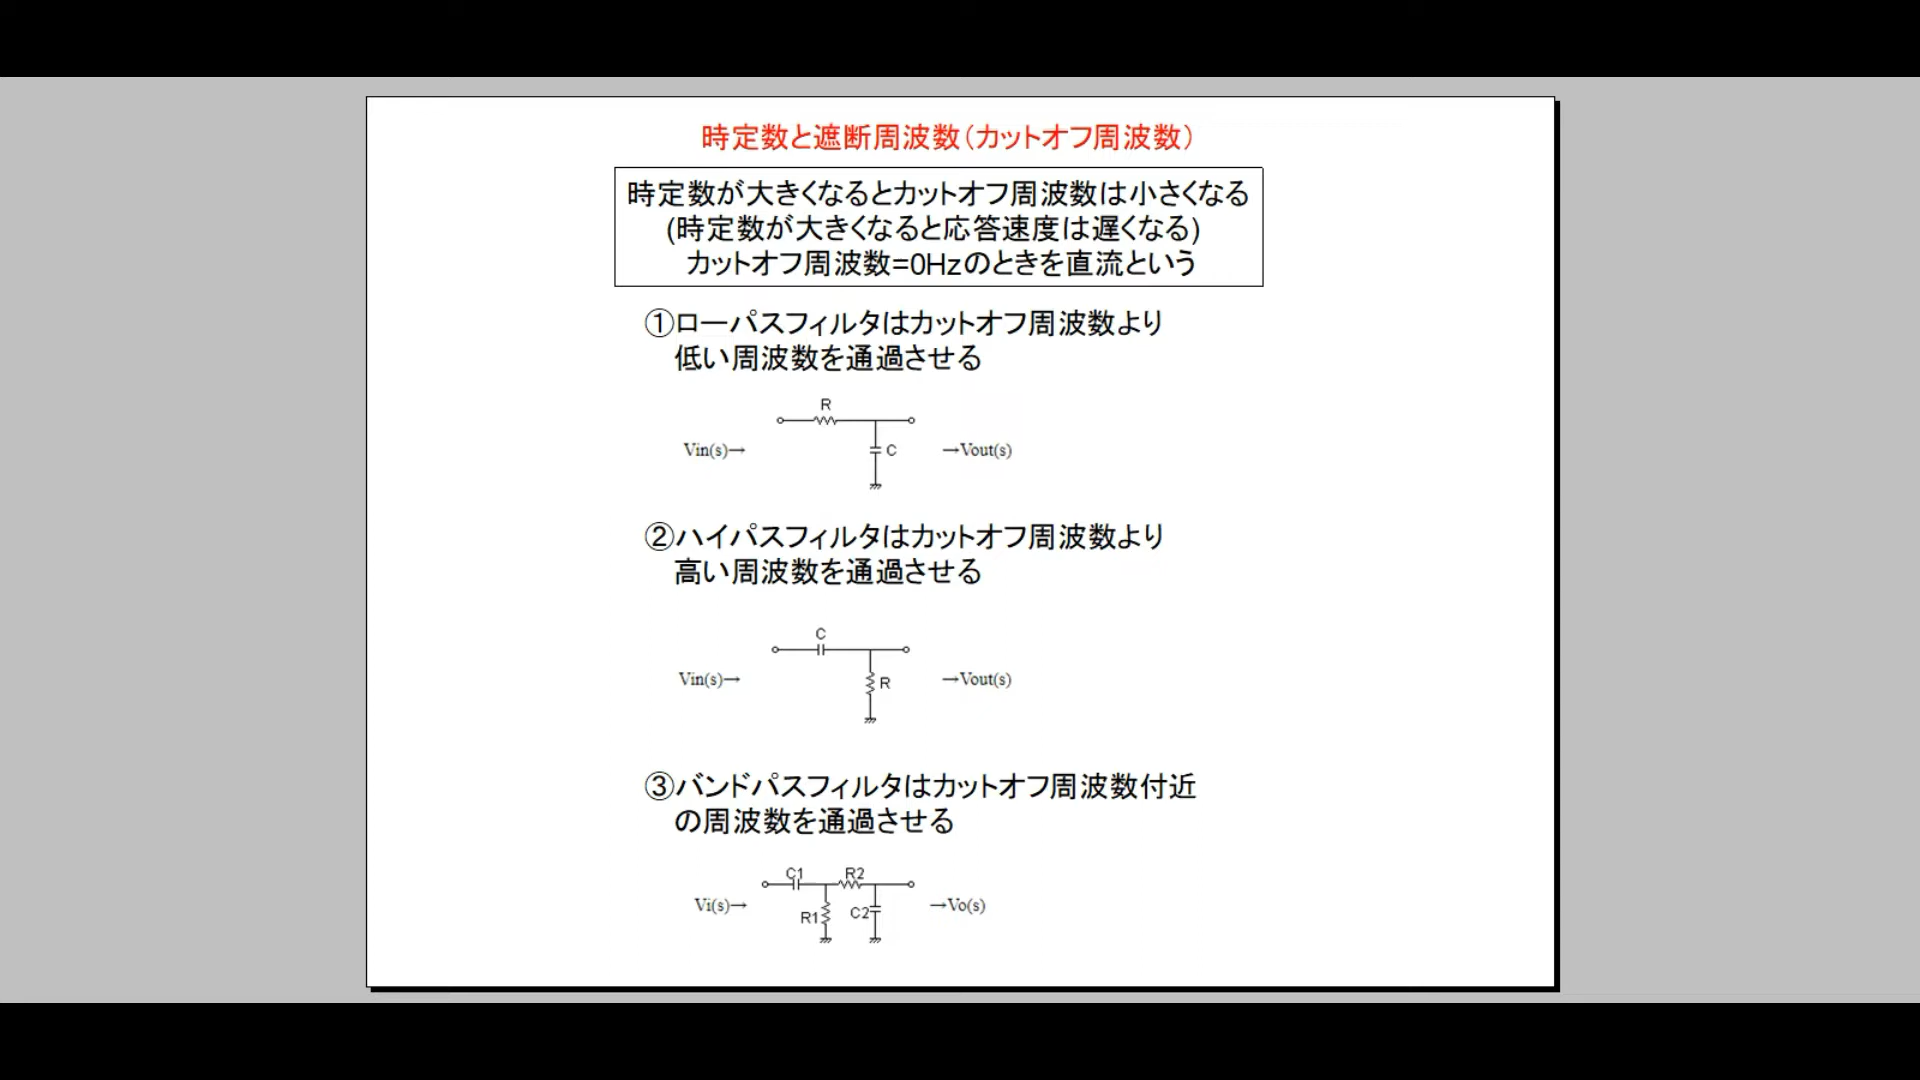 時定数と遮断周波数(カットオフ周波数)
時定数が大きくなるとカットオフ周波数は小さくなる
(時定数が大きくなると応答速度は遅くなる)
カットオフ周波数=0Hzのときを直流という
①ローパスフィルタはカットオフ周波数より
低い周波数を通過させる
R
Vin(s)→ C →Vout(s)
②ハイパスフィルタはカットオフ周波数より
高い周波数を通過させる
C
Vin(s)→ R →Vout(s)
③バンドパスフィルタはカットオフ周波数付近
の周波数を通過させる
C1 R2
Vi(s)→ R1 C2 →Vo(s)